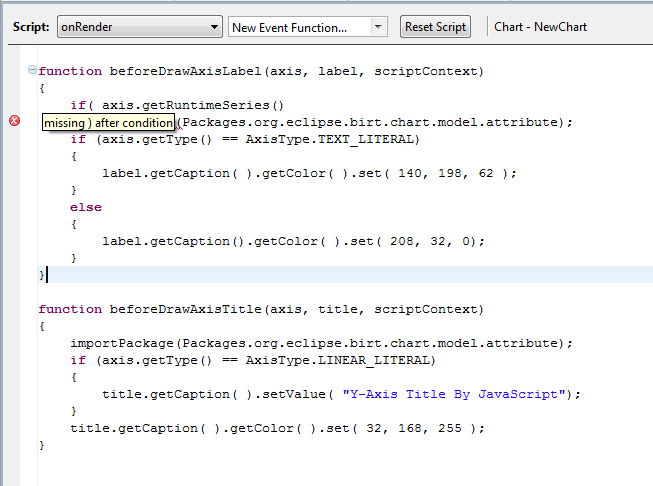 Script: onRender New Event Function... Reset Script Chart - NewChart
function beforeDrawAxisLabel(axis, label, scriptContext)
{
if( axis.getRuntimeSeries()
missing ) after condition (Packages.org.eclipse.birt.chart.model.attribute);
if (axis.getType() == AxisType.TEXT_LITERAL)
{
label.getCaption( ).getColor( ).set( 140, 198, 62 );
}
else
{
label.getCaption().getColor( ).set( 208, 32, 0);
}
}
function beforeDrawAxisTitle(axis, title, scriptContext)
{
importPackage(Packages.org.eclipse.birt.chart.model.attribute);
if (axis.getType() == AxisType.LINEAR_LITERAL)
{
title.getCaption( ).setValue( "Y-Axis Title By JavaScript");
}
title.getCaption( ).getColor( ).set( 32, 168, 255 );
}